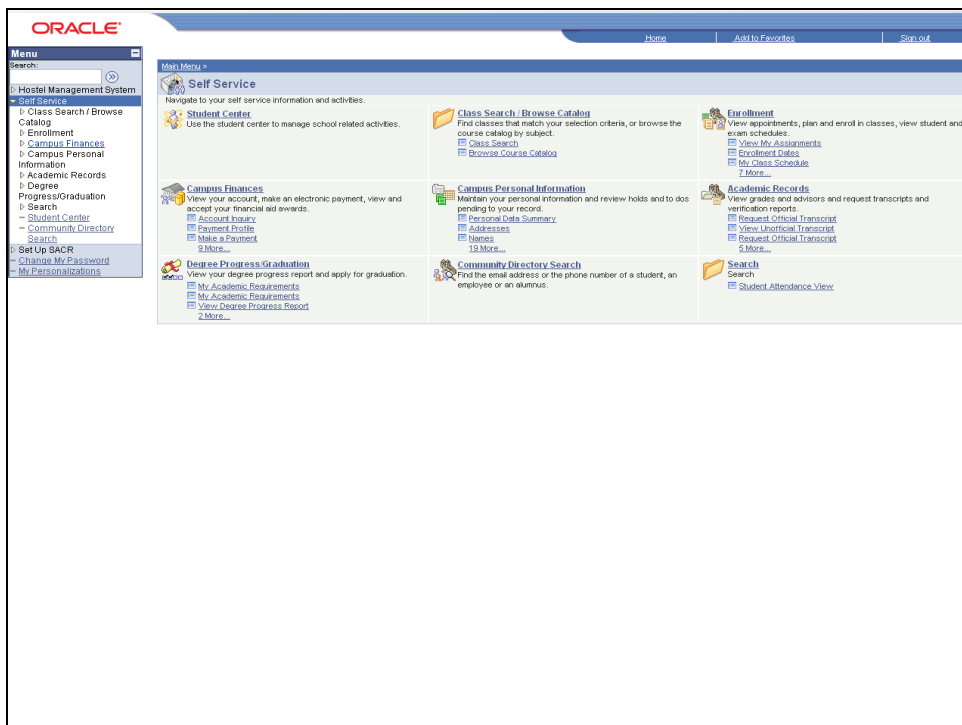 ORACLE'
Home
Add to Favorites
Sign out
Menu
Search:
Hostel Management System
Self Service
Class Search / Browse
Catalog
Enrollment
Campus Finances
Campus Personal
Information
Academic Records
Degree
Progress/Graduation
Search
Student Center
Community Directory
Search
Set Up SACR
Change My Password
My Personalizations
Main Menu >
Self Service
Navigate to your self service information and activities.
Student Center
Use the student center to manage school related activities.
Class Search / Browse Catalog
Find classes that match your selection criteria, or browse the
course catalog by subject.
Class Search
Browse Course Catalog
Enrollment
View appointments, plan and enroll in classes, view student and
exam schedules.
View My Assignments
Enrollment Dates
My Class Schedule
7 More...
Campus Finances
View your account, make an electronic payment, view and
accept your financial aid awards.
Account Inquiry
Payment Profile
Make a Payment
9 More...
Campus Personal Information
Maintain your personal information and review holds and to dos
pending to your record.
Personal Data Summary
Addresses
Names
19 More...
Academic Records
View grades and advisors and request transcripts and
verification reports.
Request Official Transcript
View Unofficial Transcript
Request Official Transcript
5 More...
Degree Progress/Graduation
View your degree progress report and apply for graduation.
My Academic Requirements
My Academic Requirements
View Degree Progress Report
2 More...
Community Directory Search
Find the email address or the phone number of a student, an
employee or an alumnus.
Search
Search
Student Attendance View